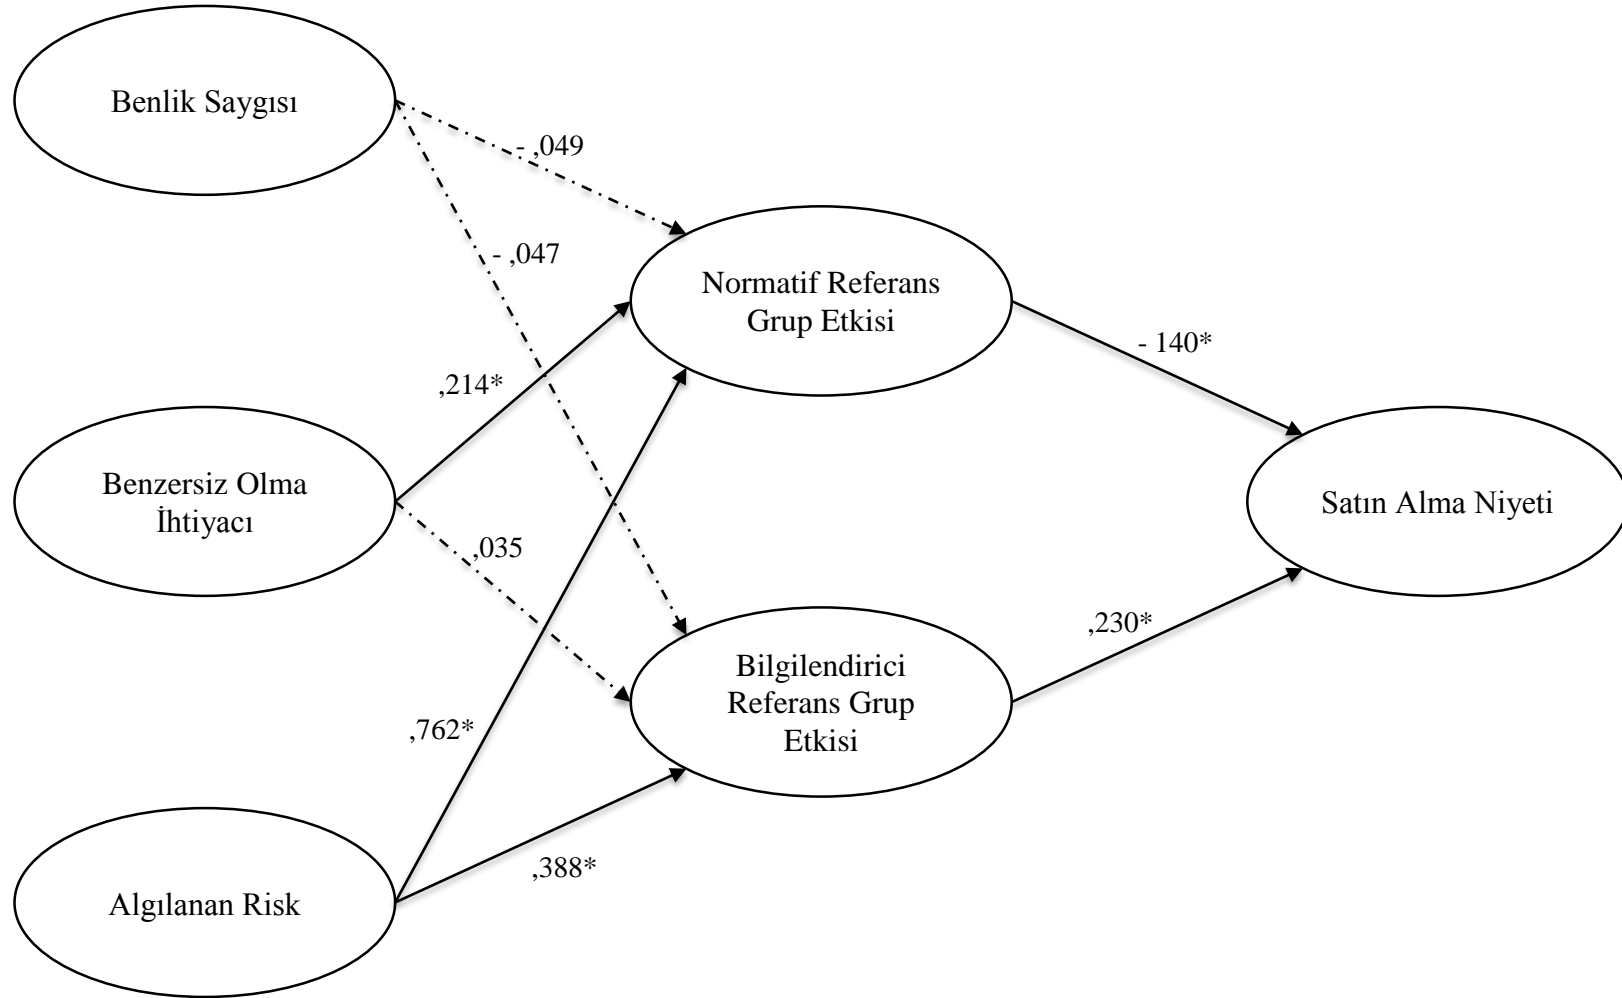 Benlik Saygısı
- ,049
- ,047
Normatif Referans
Grup Etkisi
- 140*
,214*
Benzersiz Olma
İhtiyacı
Satın Alma Niyeti
,035
,230*
Bilgilendirici
Referans Grup
Etkisi
,762*
,388*
Algılanan Risk